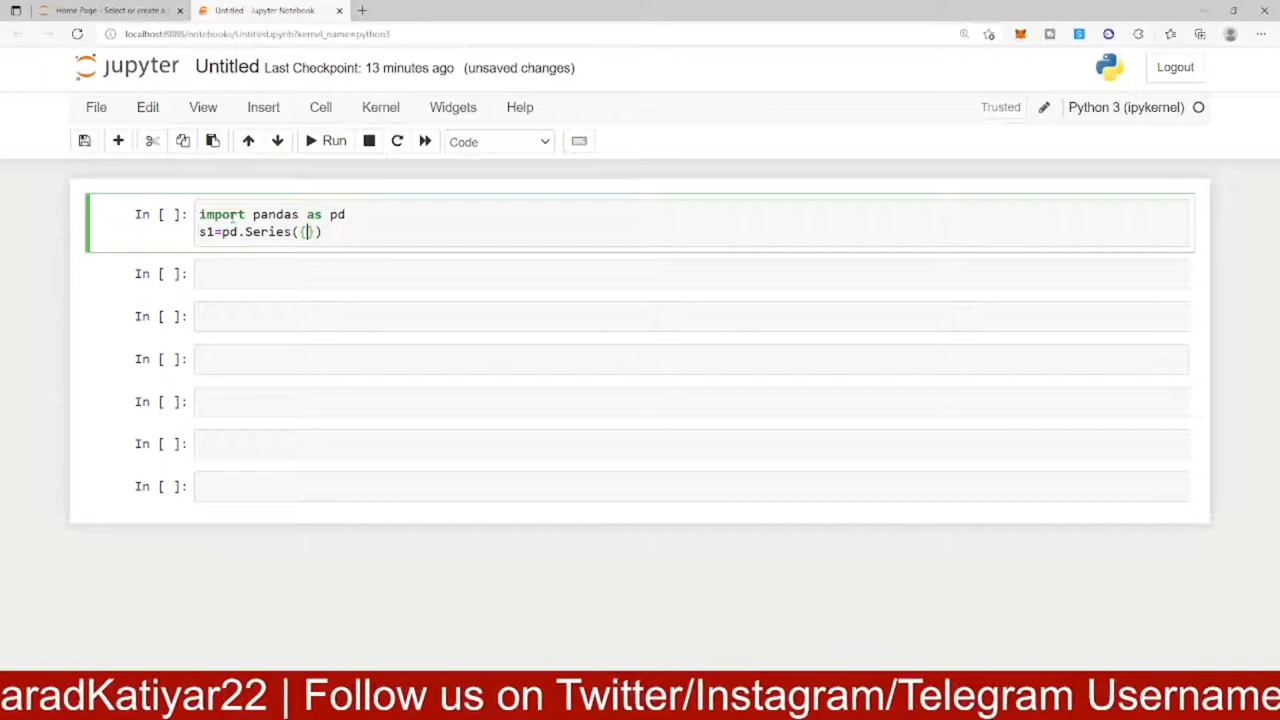 Home Page - Select or create a
Untitled - Jupyter Notebook
localhost:8888/notebooks/Untitled.ipynb?kernel_name=python3
jupyter Untitled Last Checkpoint: 13 minutes ago (unsaved changes)
Logout
File Edit View Insert Cell Kernel Widgets Help
Trusted
Python 3 (ipykernel)
Run
Code
In [ ]: import pandas as pd
s1=pd.Series({})
In [ ]:
In [ ]:
In [ ]:
In [ ]:
In [ ]:
In [ ]:
aradKatiyar22 | Follow us on Twitter/Instagram/Telegram Username